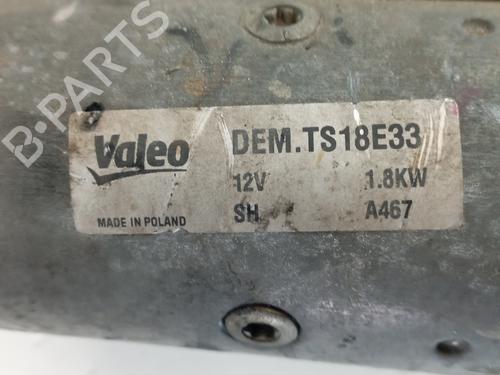 B-PARTS
Valeo
DEM.TS18E33
12V 1.8KW
SH A467
MADE IN POLAND